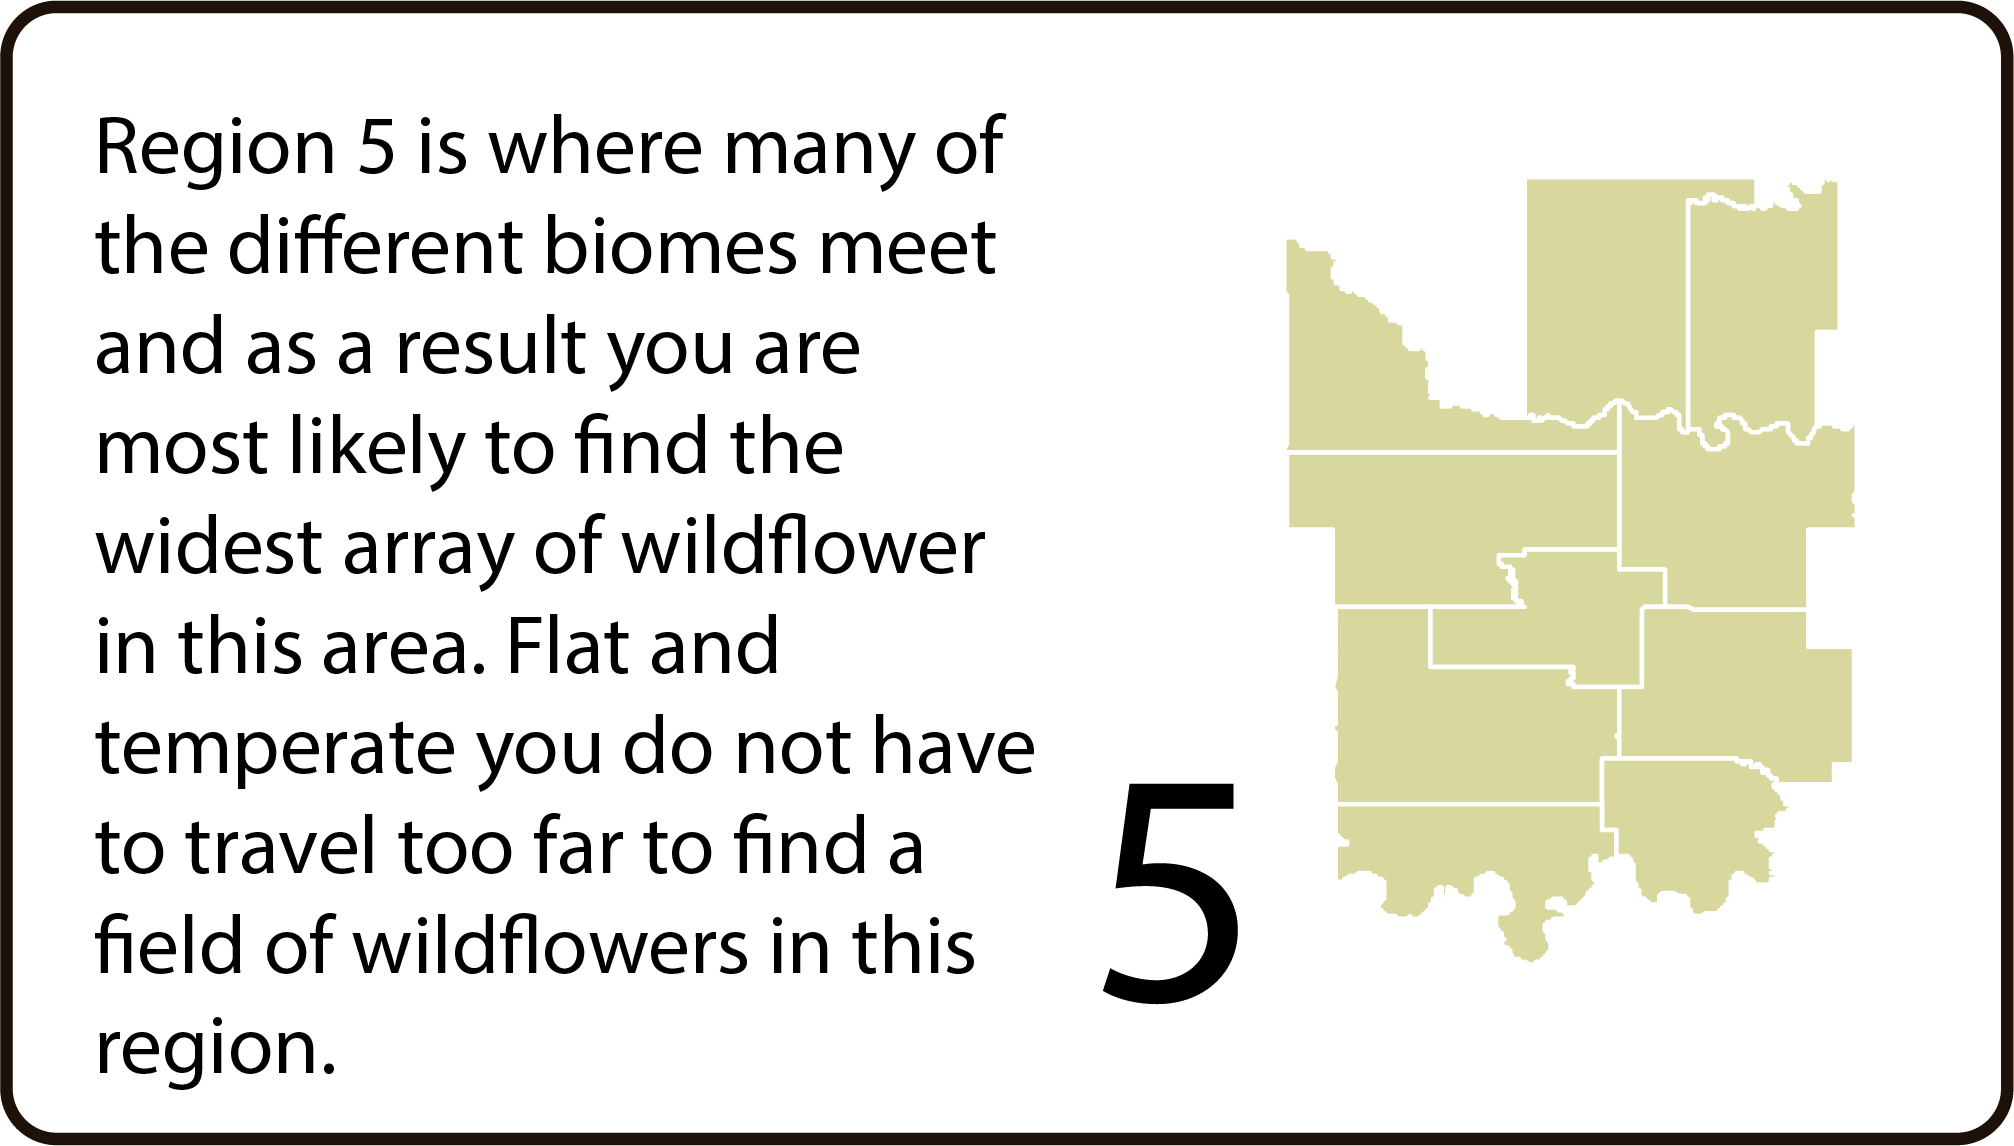 Region 5 is where many of
the different biomes meet
and as a result you are
most likely to find the
widest array of wildflower
in this area. Flat and
temperate you do not have
to travel too far to find a
field of wildflowers in this
region.
5